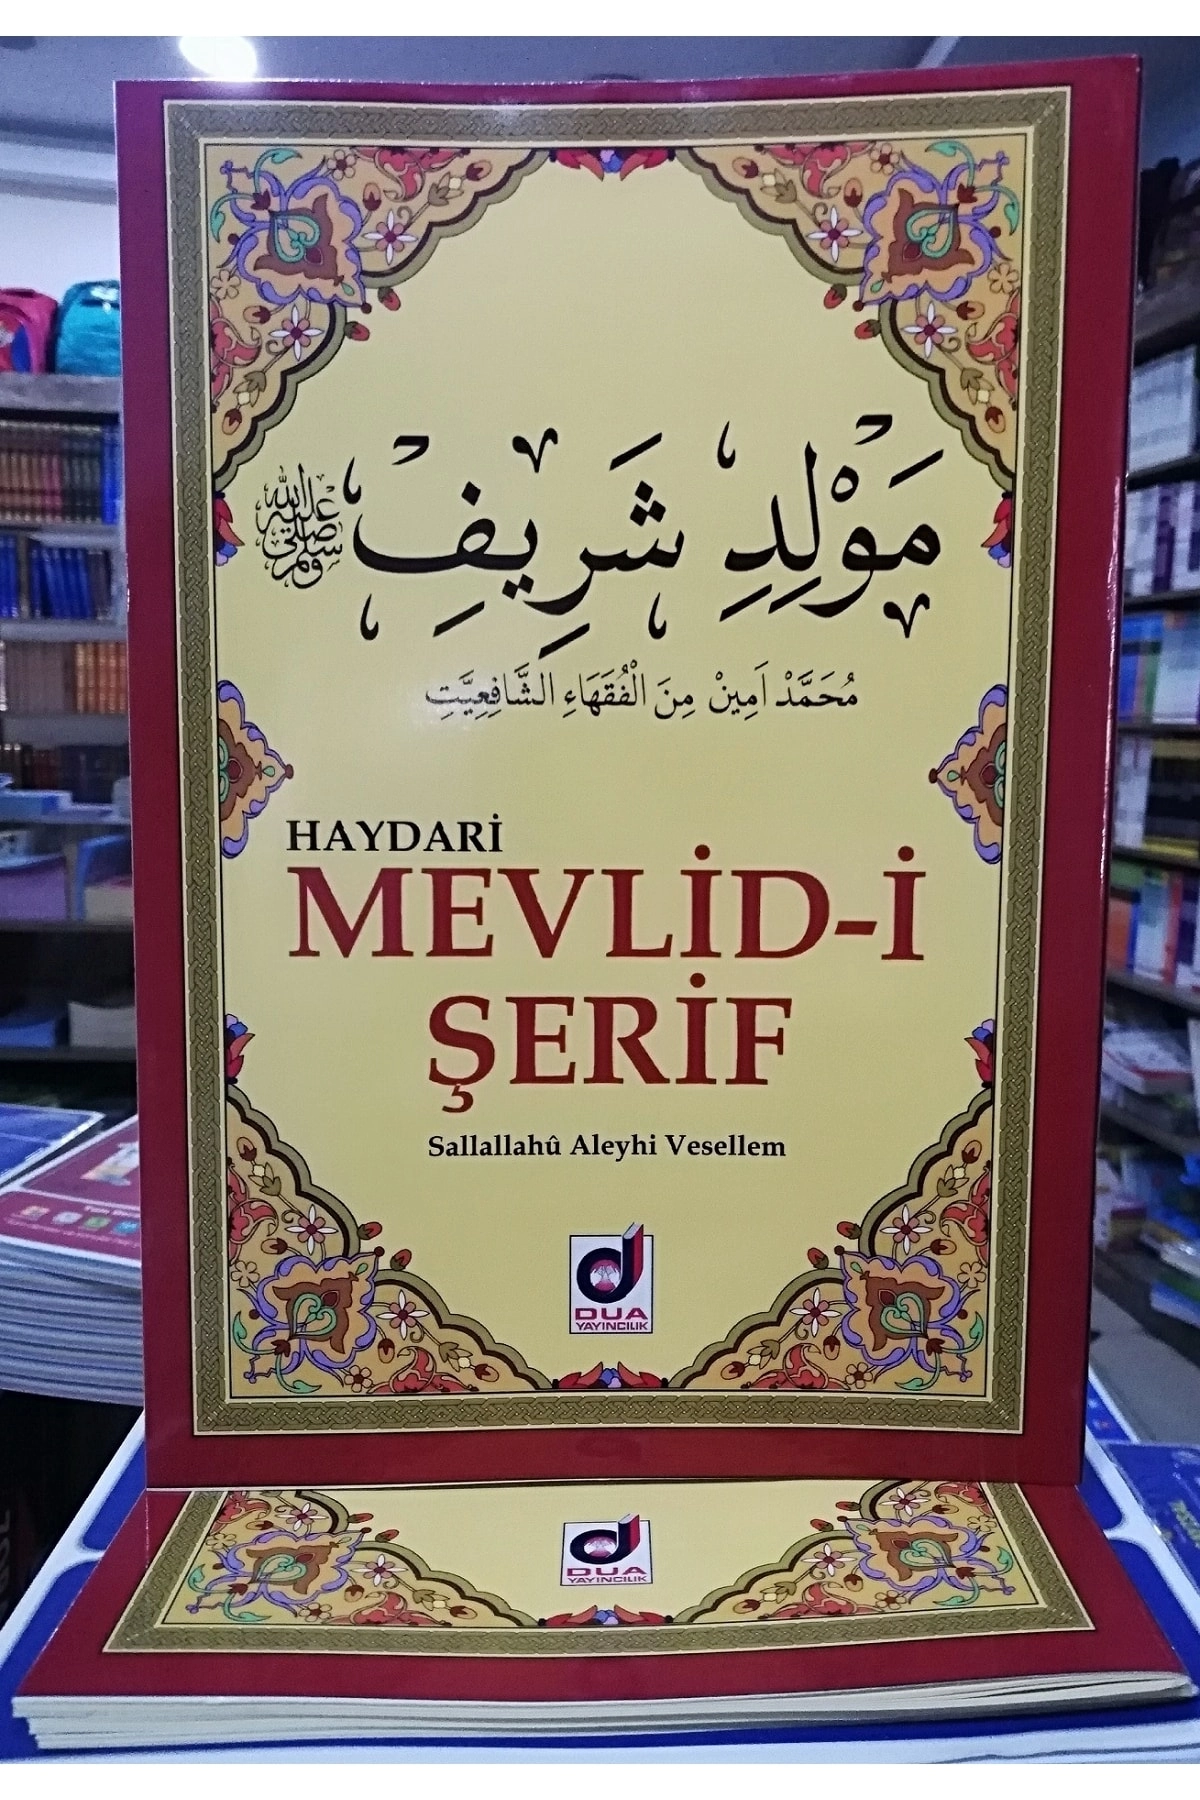 مَوْلِدِ شَرِيفِ صلى الله عليه وسلم
مُحَمَّدْ اَمِينْ مِنَ الْفُقَهَاءِ الشَّافِعِيَّتِ
HAYDARİ
MEVLİD-İ
ŞERİF
Sallallahû Aleyhi Vesellem
DUA
YAYINCILIK
DUA
YAYINCILIK